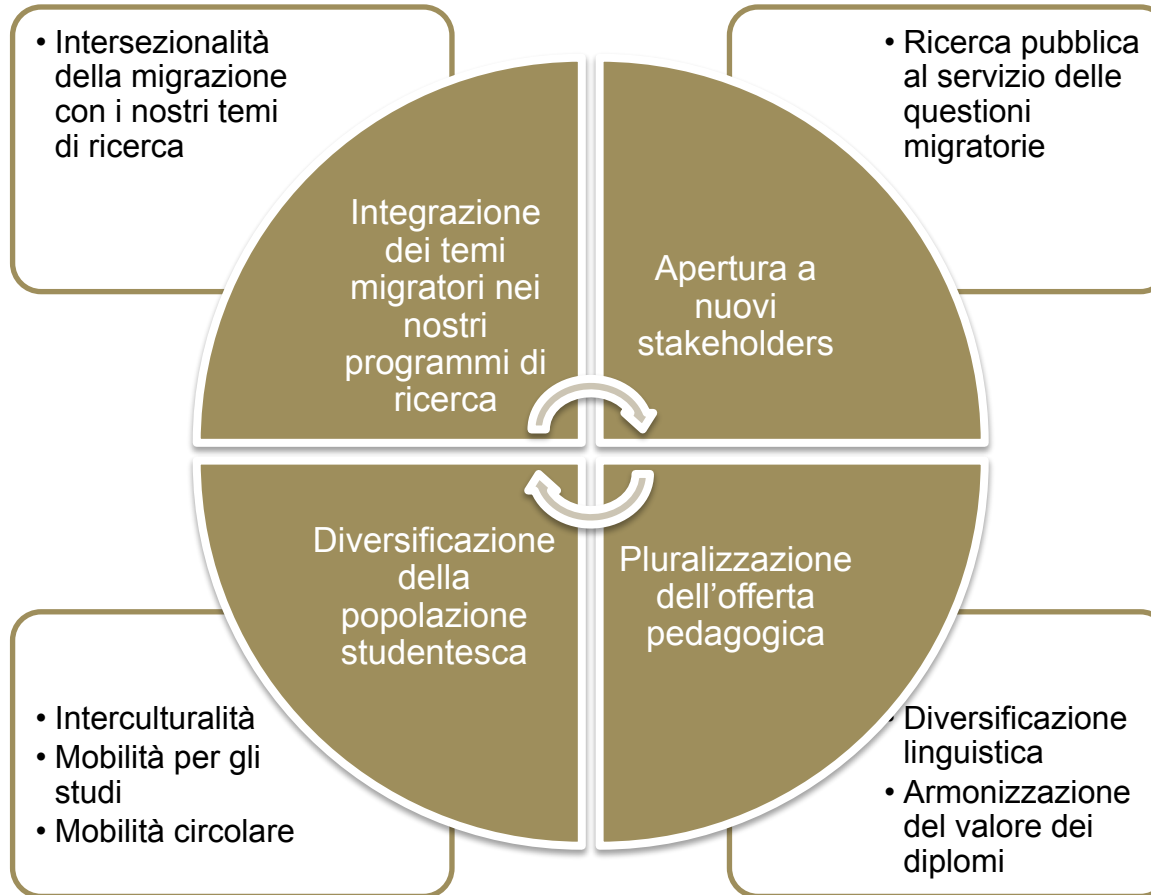 • Intersezionalità
della migrazione
con i nostri temi
di ricerca
• Ricerca pubblica
al servizio delle
questioni
migratorie
Integrazione
dei temi
migratori nei
nostri
programmi di
ricerca
Apertura a
nuovi
stakeholders
Diversificazione
della
popolazione
studentesca
Pluralizzazione
dell’offerta
pedagogica
• Interculturalità
• Mobilità per gli
studi
• Mobilità circolare
• Diversificazione
linguistica
• Armonizzazione
del valore dei
diplomi